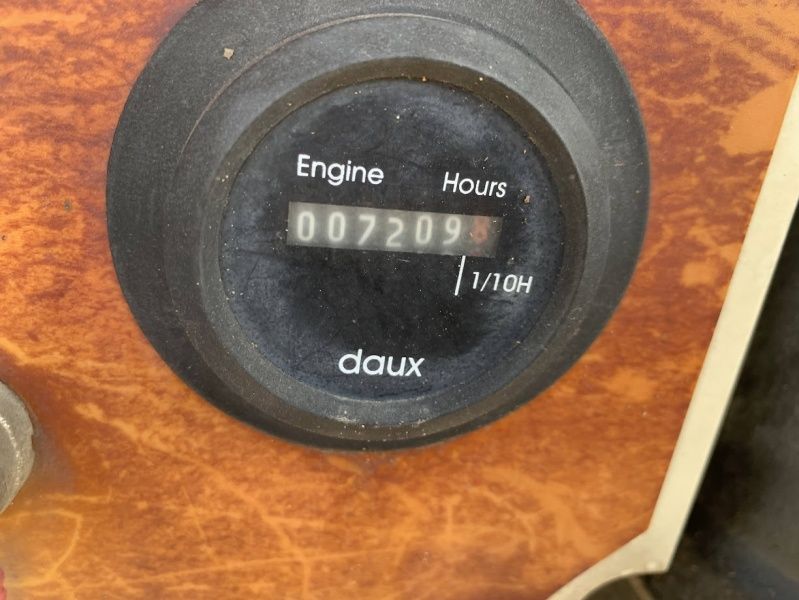 Engine Hours
007209
1/10H
daux